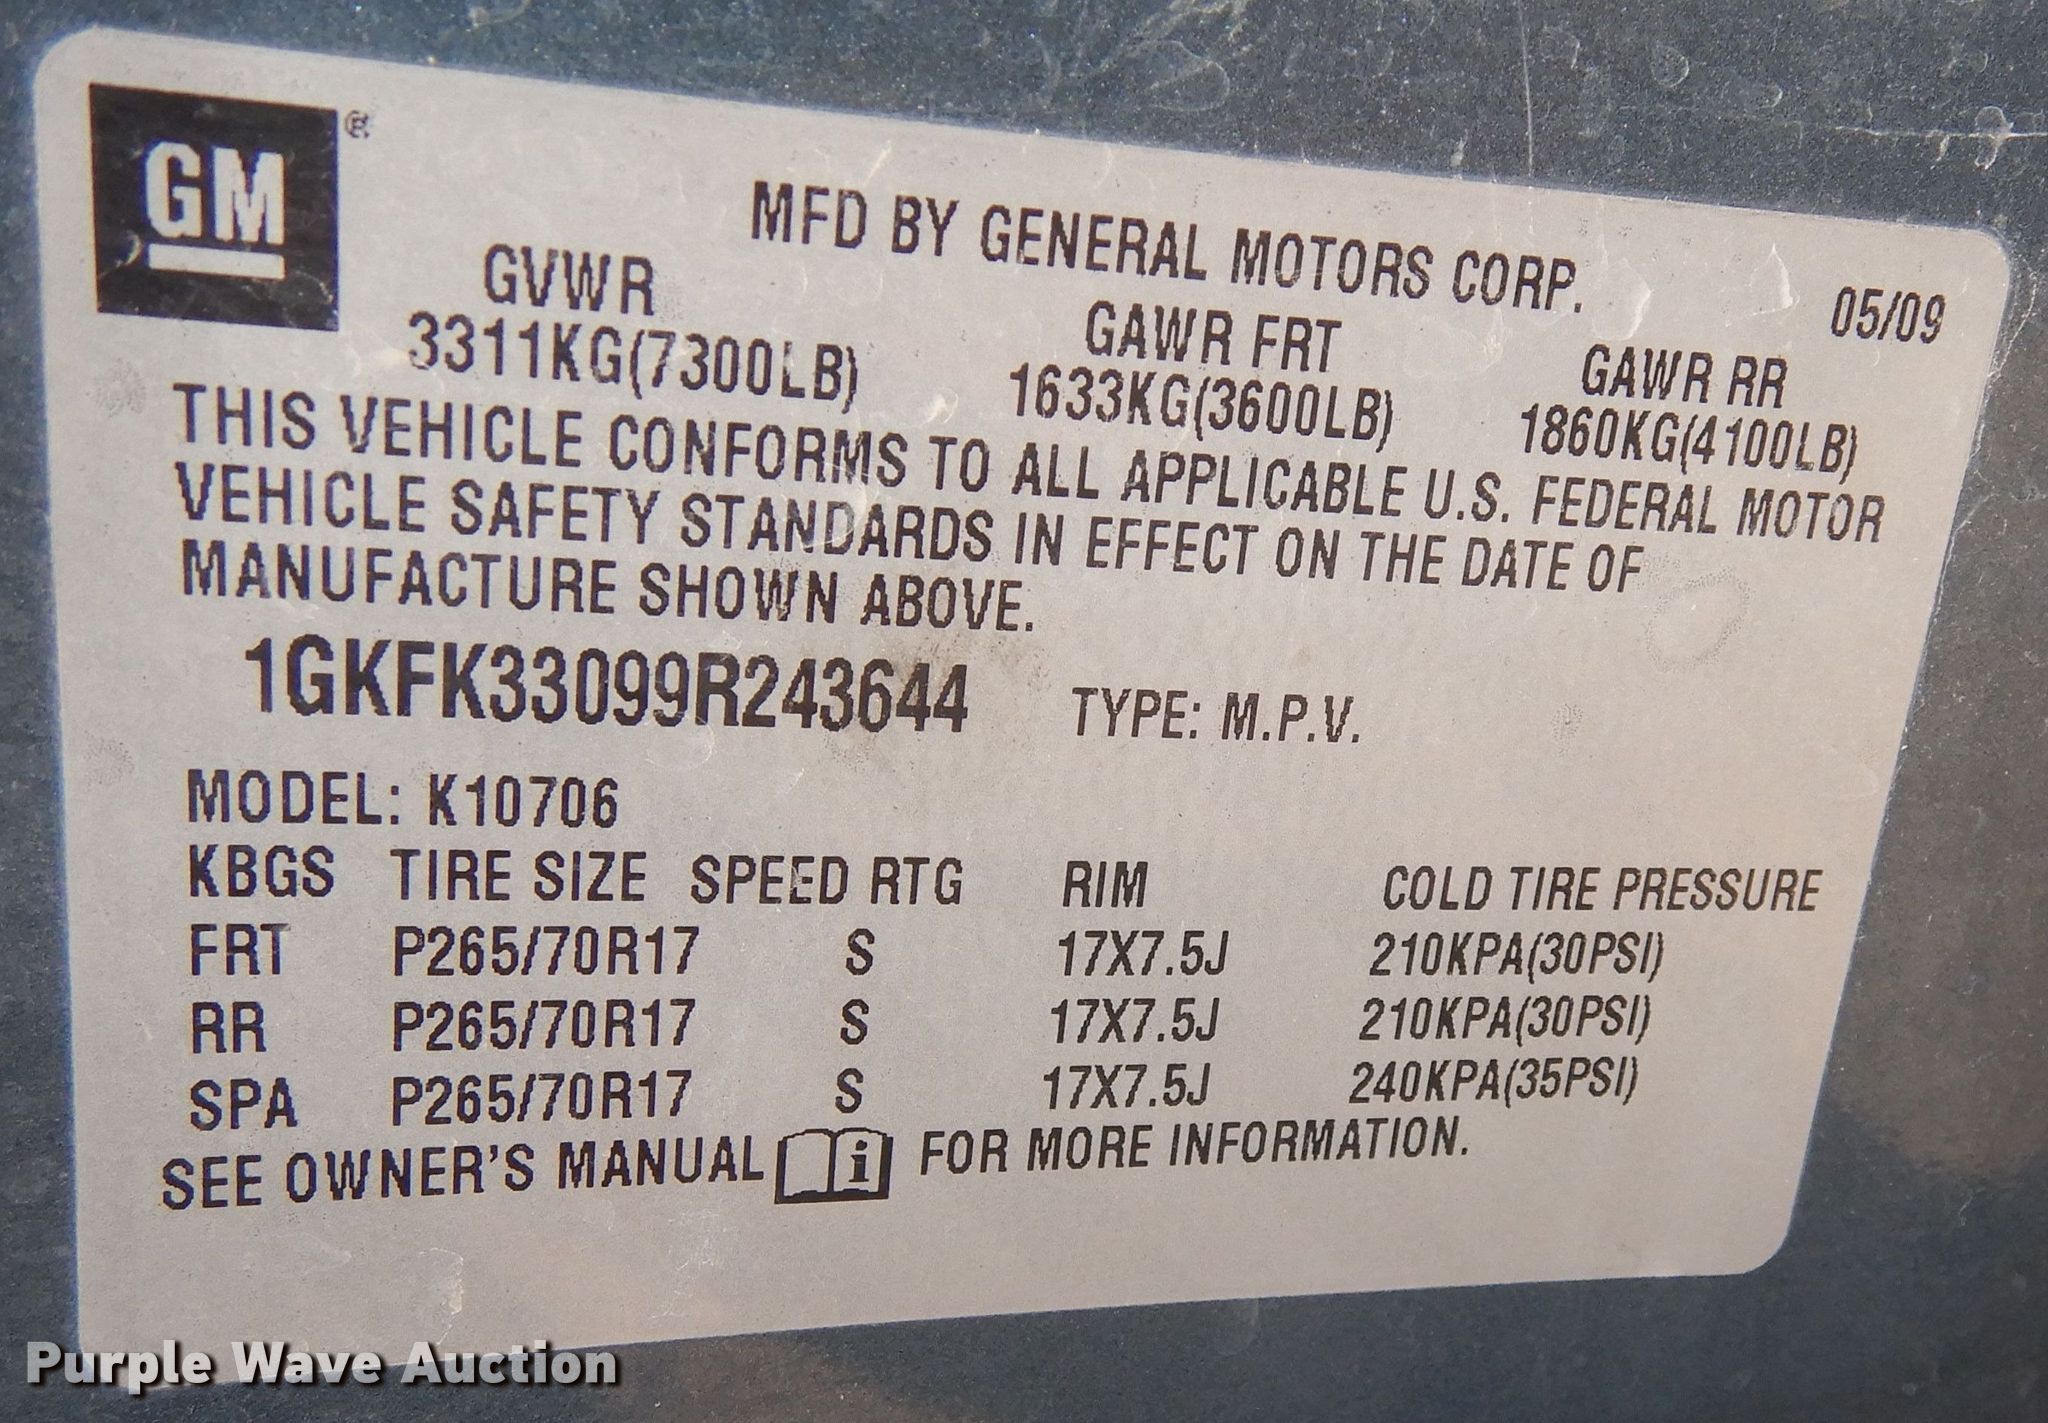 GM ®
MFD BY GENERAL MOTORS CORP.
05/09
GVWR
3311KG(7300LB)
GAWR FRT
1633KG(3600LB)
GAWR RR
1860KG(4100LB)
THIS VEHICLE CONFORMS TO ALL APPLICABLE U.S. FEDERAL MOTOR
VEHICLE SAFETY STANDARDS IN EFFECT ON THE DATE OF
MANUFACTURE SHOWN ABOVE.
1GKFK33099R243644 TYPE: M.P.V.
MODEL: K10706
KBGS TIRE SIZE SPEED RTG RIM COLD TIRE PRESSURE
FRT P265/70R17 S 17X7.5J 210KPA(30PSI)
RR P265/70R17 S 17X7.5J 210KPA(30PSI)
SPA P265/70R17 S 17X7.5J 240KPA(35PSI)
SEE OWNER'S MANUAL i FOR MORE INFORMATION.
Purple Wave Auction